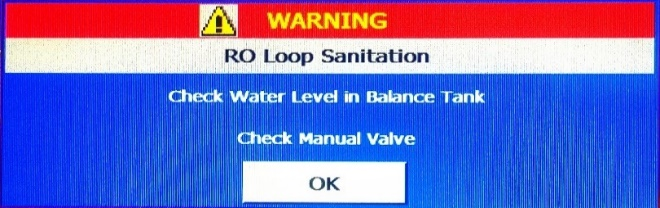 WARNING
RO Loop Sanitation
Check Water Level in Balance Tank
Check Manual Valve
OK